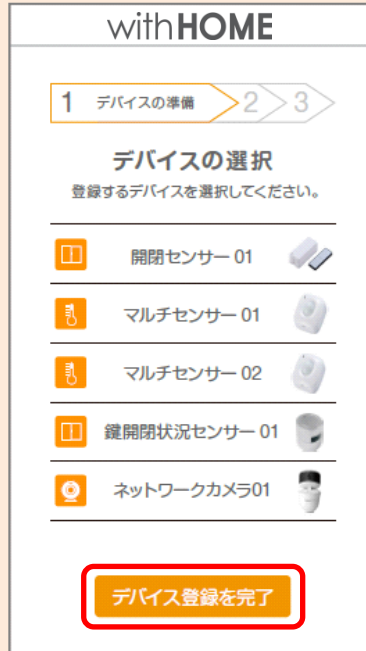 withHOME
1 デバイスの準備 2 3
デバイスの選択
登録するデバイスを選択してください。
開閉センサー 01
マルチセンサー 01
マルチセンサー 02
鍵開閉状況センサー 01
ネットワークカメラ01
デバイス登録を完了